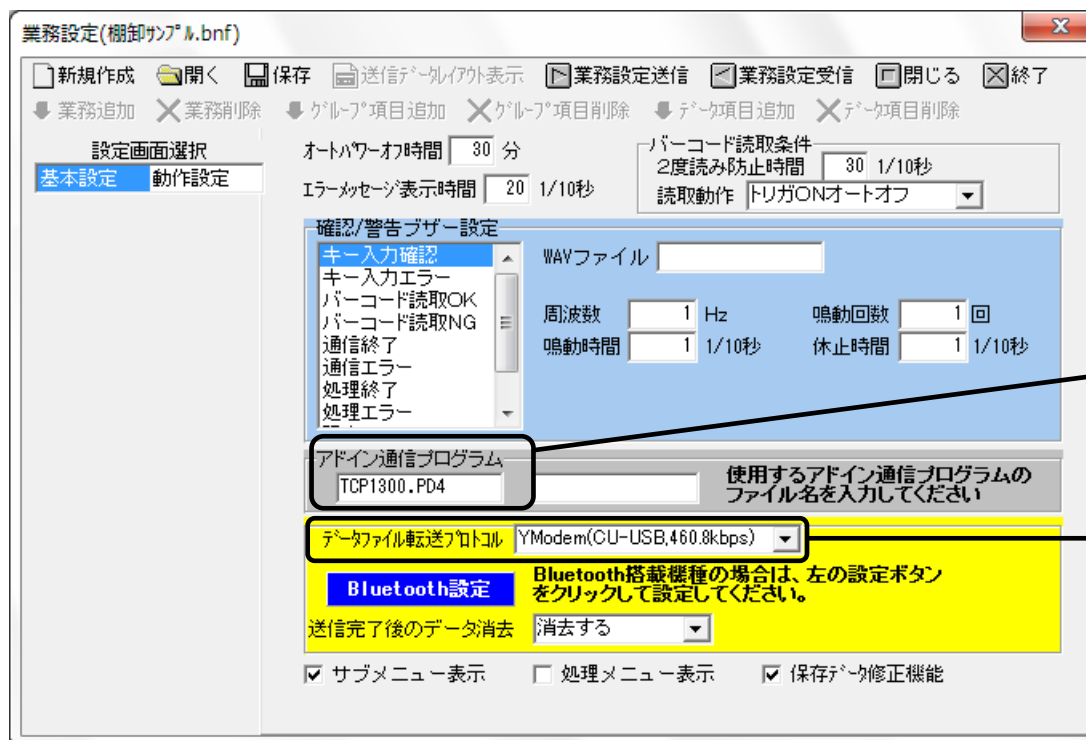 業務設定(棚卸ｻﾝﾌﾟﾙ.bnf)
新規作成 開く 保存 送信ﾃﾞｰﾀﾚｲｱｳﾄ表示 業務設定送信 業務設定受信 閉じる 終了
業務追加 業務削除 ｸﾞﾙｰﾌﾟ項目追加 ｸﾞﾙｰﾌﾟ項目削除 ﾃﾞｰﾀ項目追加 ﾃﾞｰﾀ項目削除
設定画面選択
基本設定 動作設定
ｵｰﾄﾊﾟﾜｰｵﾌ時間 30 分
ｴﾗｰﾒｯｾｰｼﾞ表示時間 20 1/10秒
バーコード読取条件
2度読み防止時間 30 1/10秒
読取動作 トリガONオートオフ
確認/警告ブザー設定
キー入力確認
キー入力エラー
バーコード読取OK
バーコード読取NG
通信終了
通信エラー
処理終了
処理エラー
WAVファイル
周波数 1 Hz 鳴動回数 1 回
鳴動時間 1 1/10秒 休止時間 1 1/10秒
アドイン通信プログラム
TCP1300.PD4
使用するアドイン通信プログラムの
ファイル名を入力してください
ﾃﾞｰﾀﾌｧｲﾙ転送ﾌﾟﾛﾄｺﾙ YModem(CU-USB,460.8kbps)
Bluetooth設定
Bluetooth搭載機種の場合は、左の設定ボタン
をクリックして設定してください。
送信完了後のデータ消去 消去する
サブメニュー表示 処理メニュー表示 保存ﾃﾞｰﾀ修正機能